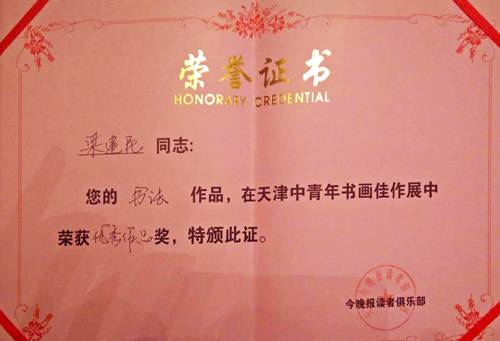 荣誉证书
HONORARY CREDENTIAL
梁建民 同志:
您的 书法 作品，在天津中青年书画佳作展中
荣获优秀作品奖，特颁此证。
今晚报读者俱乐部